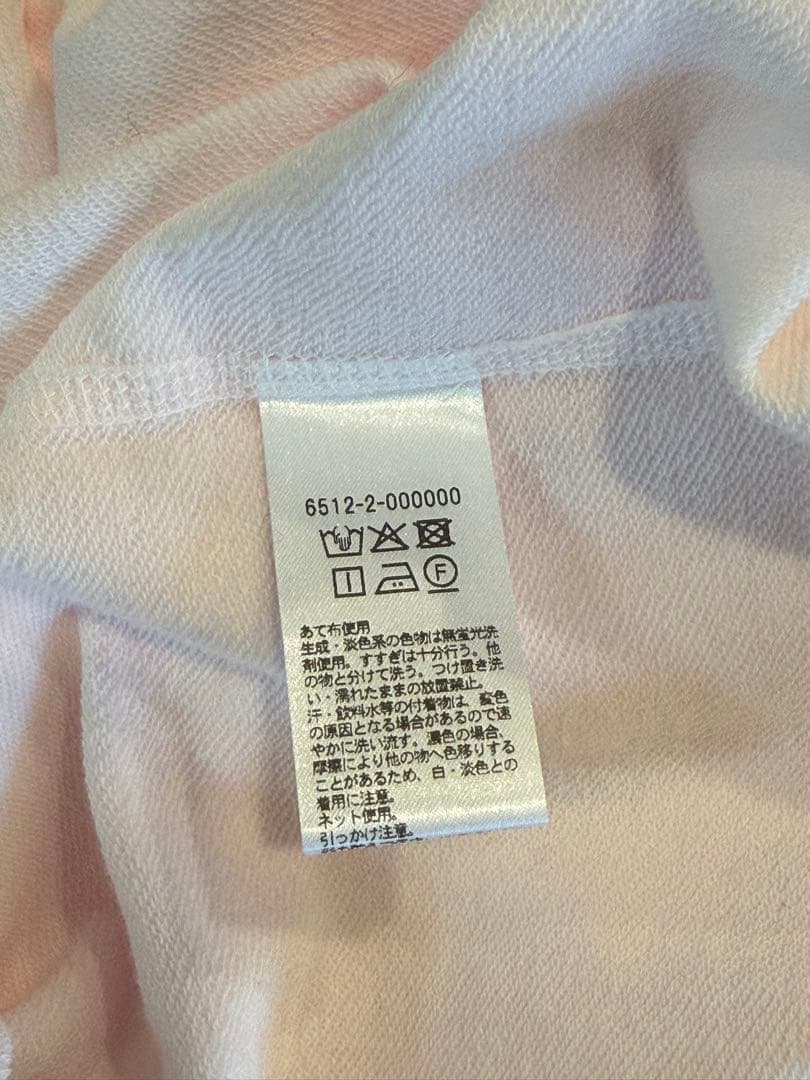 6512-2-000000
F
あて布使用
生成・淡色系の色物は無蛍光洗
剤使用。すすぎは十分行う。他
の物と分けて洗う。つけ置き洗
い・濡れたままの放置禁止。
汗・飲料水等の付着物は、変色
の原因となる場合があるので速
やかに洗い流す。濃色の場合、
摩擦により他の物へ色移りする
ことがあるため、白・淡色との
着用に注意。
ネット使用。
引っかけ注意。